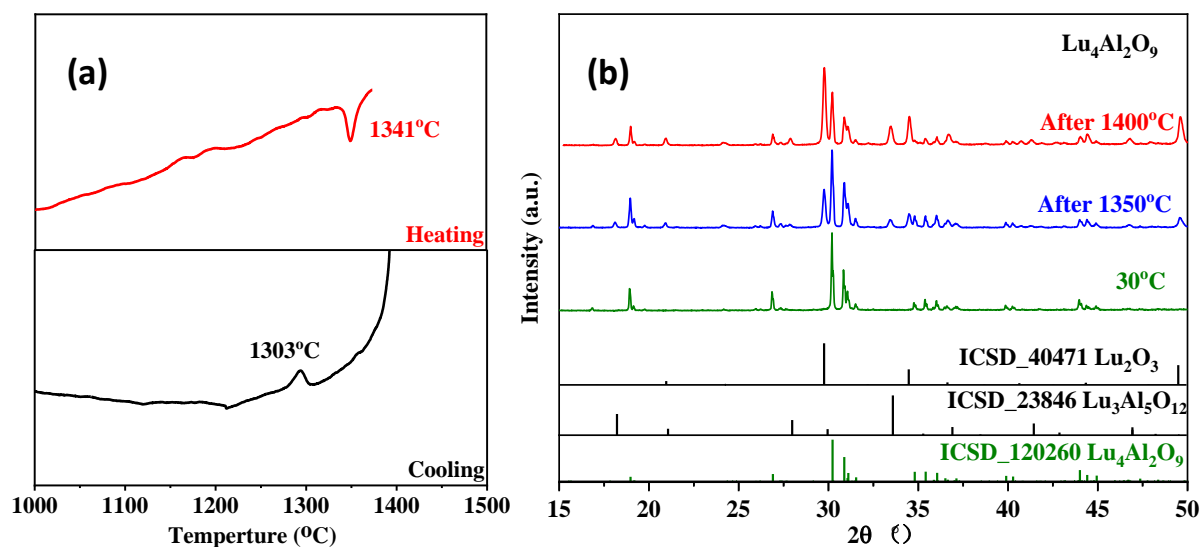 (a)
1341°C
Heating
1303°C
Cooling
1000 1100 1200 1300 1400 1500
Temperture (°C)
(b)
Lu₄Al₂O₉
After 1400°C
After 1350°C
30°C
ICSD_40471 Lu₂O₃
ICSD_23846 Lu₃Al₅O₁₂
ICSD_120260 Lu₄Al₂O₉
Intensity (a.u.)
15 20 25 30 35 40 45 50
2θ (°)